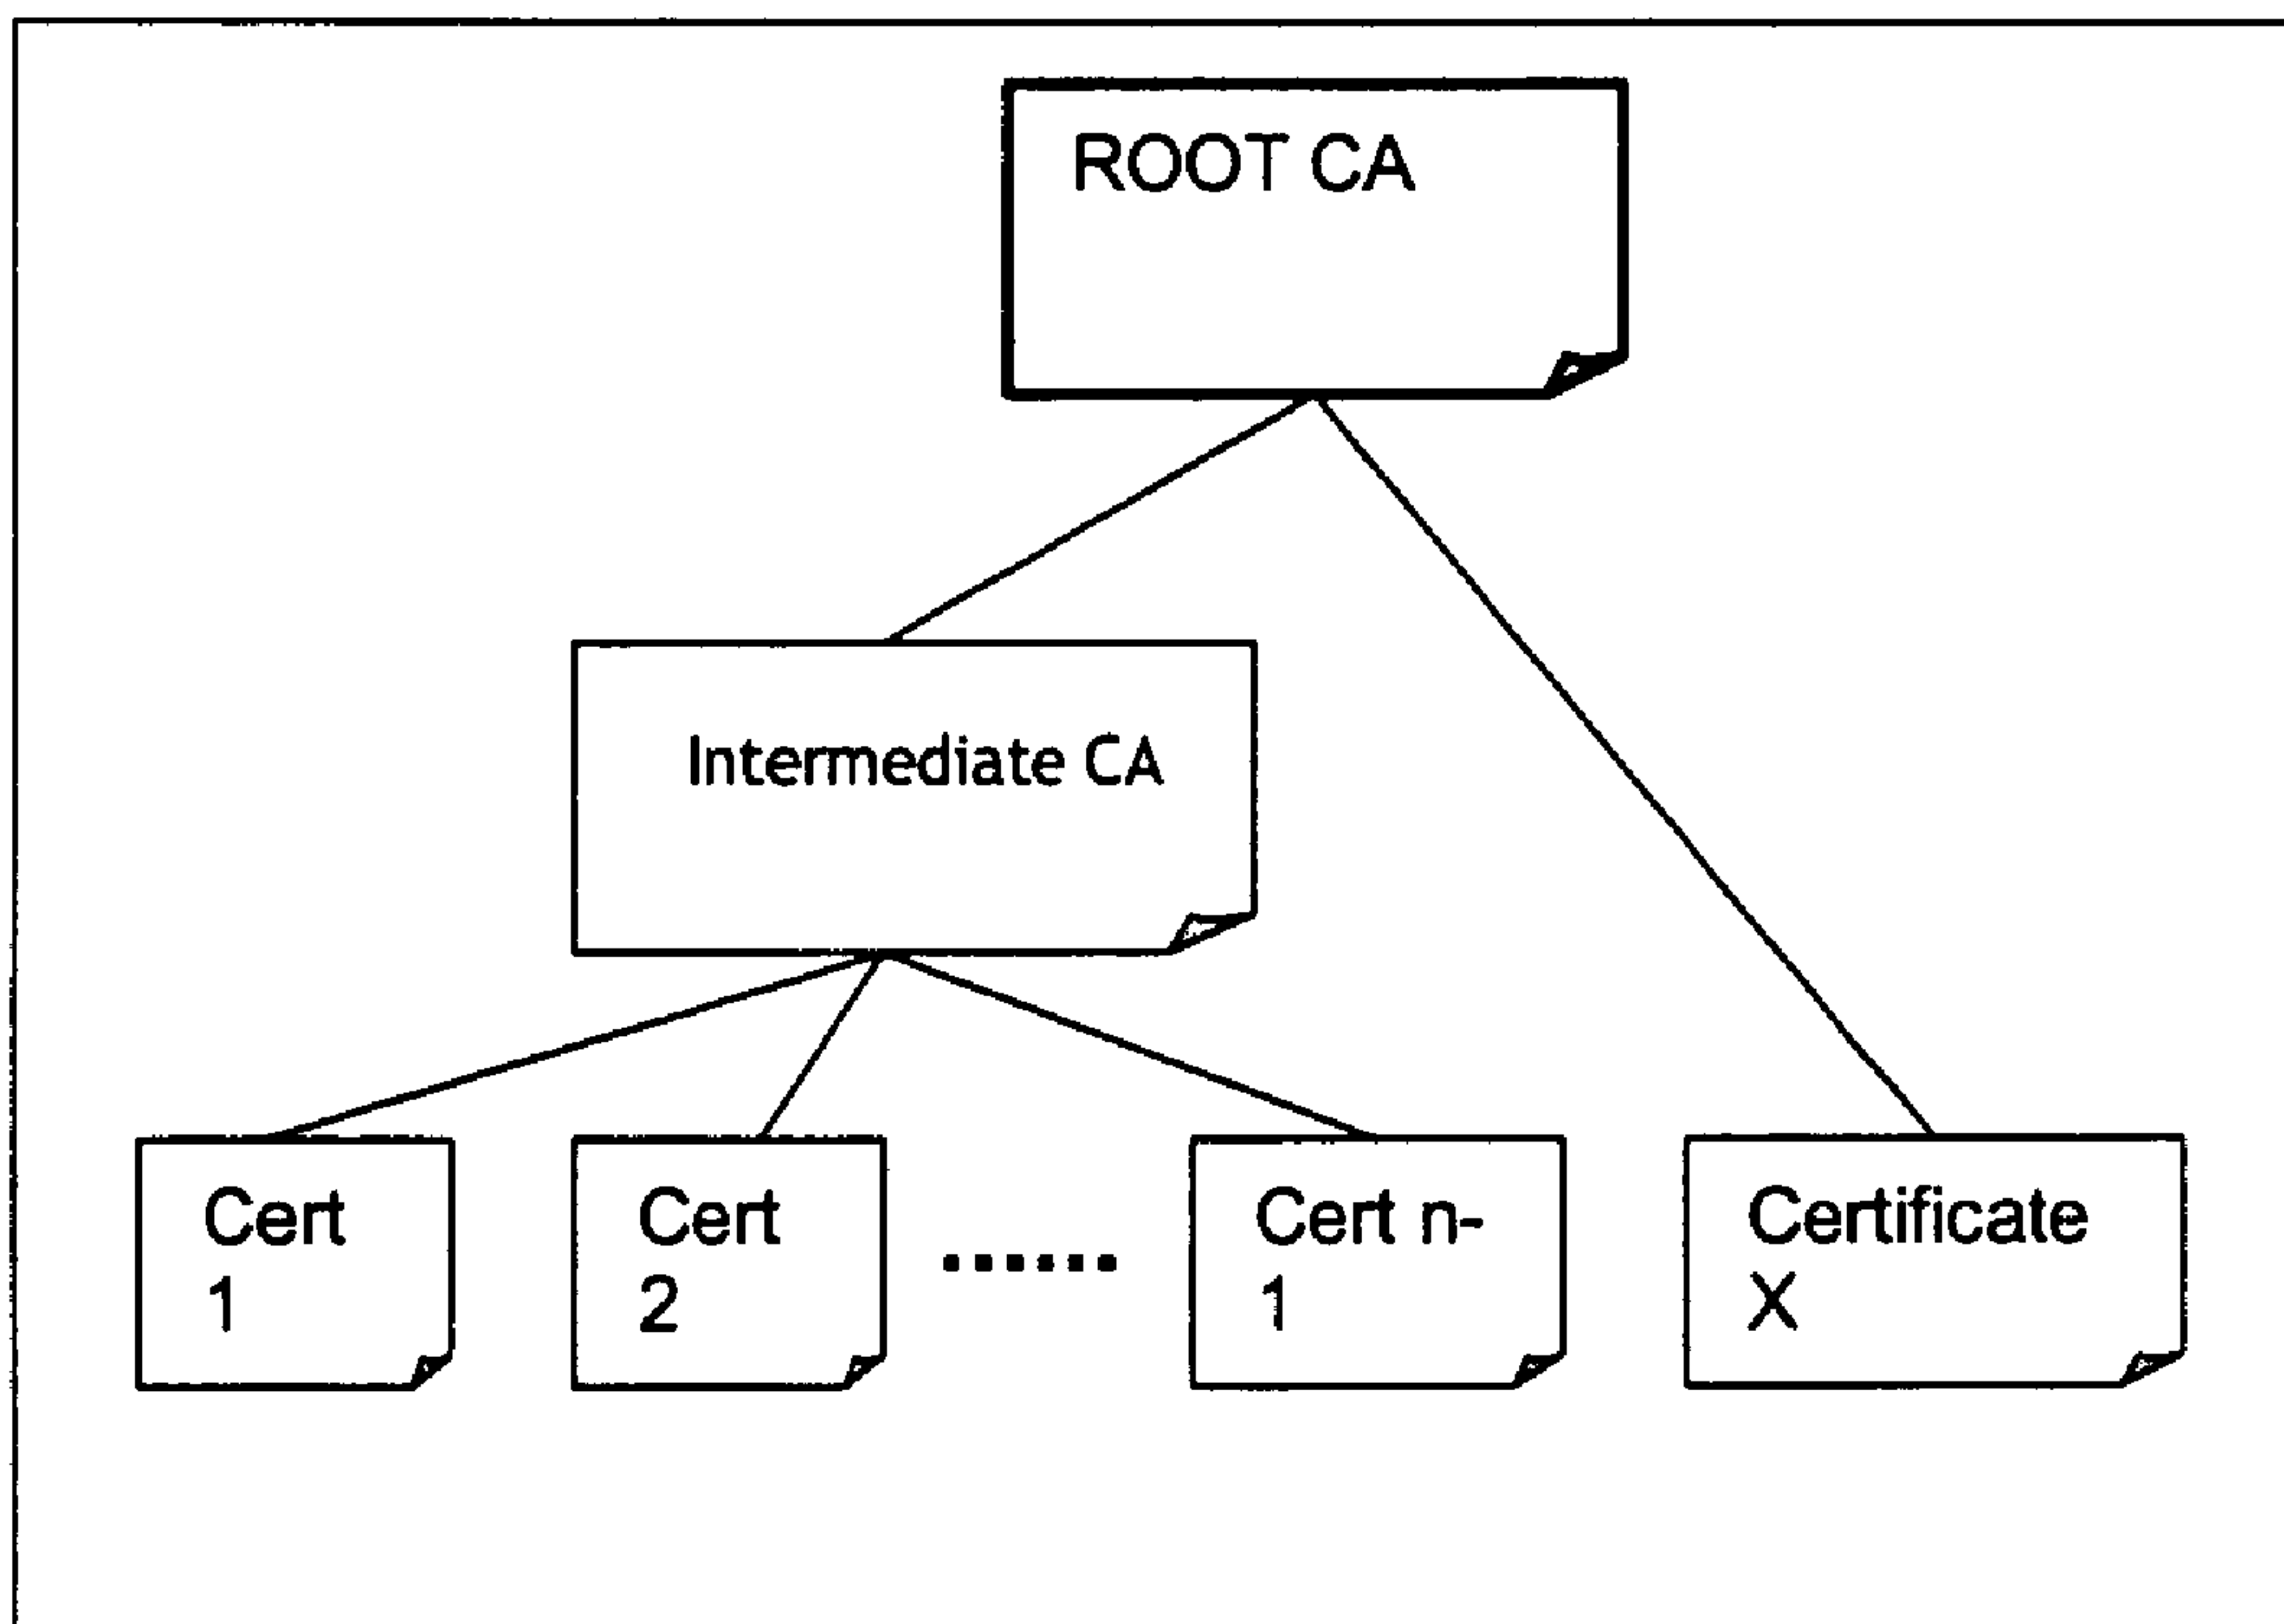 ROOT CA
Intermediate CA
Cert
1
Cert
2
......
Cert n-
1
Certificate
X